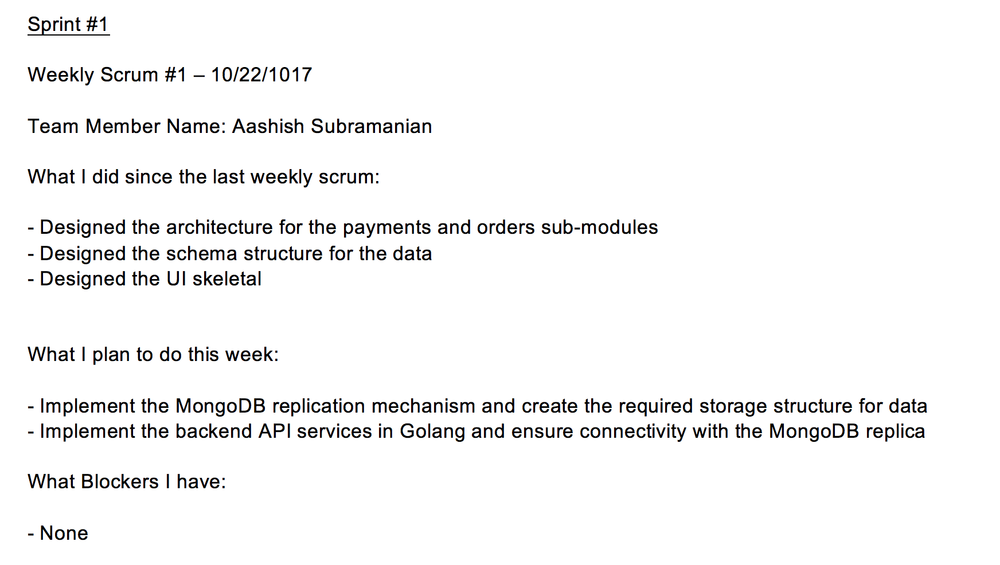 Sprint #1
Weekly Scrum #1 – 10/22/1017
Team Member Name: Aashish Subramanian
What I did since the last weekly scrum:
- Designed the architecture for the payments and orders sub-modules
- Designed the schema structure for the data
- Designed the UI skeletal
What I plan to do this week:
- Implement the MongoDB replication mechanism and create the required storage structure for data
- Implement the backend API services in Golang and ensure connectivity with the MongoDB replica
What Blockers I have:
- None